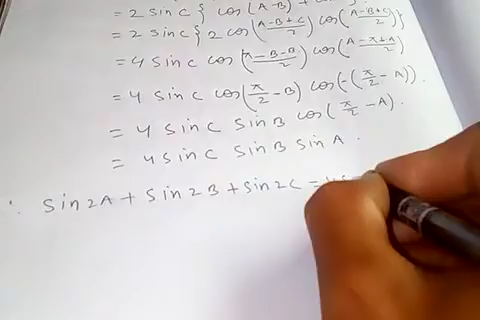 = 2 sin C { cos(A-B) +
= 2 sin C { 2 cos((A-B+C)/2) cos((A-B+C)/2)}
= 4 sin C cos((π-B-B)/2) cos((A-π+A)/2)
= 4 sin C cos(π/2 - B) cos(-(π/2 - A)).
= 4 sin C sin B cos(π/2 - A).
= 4 sin C sin B sin A.
∴ sin 2A + sin 2B + sin 2C = 4